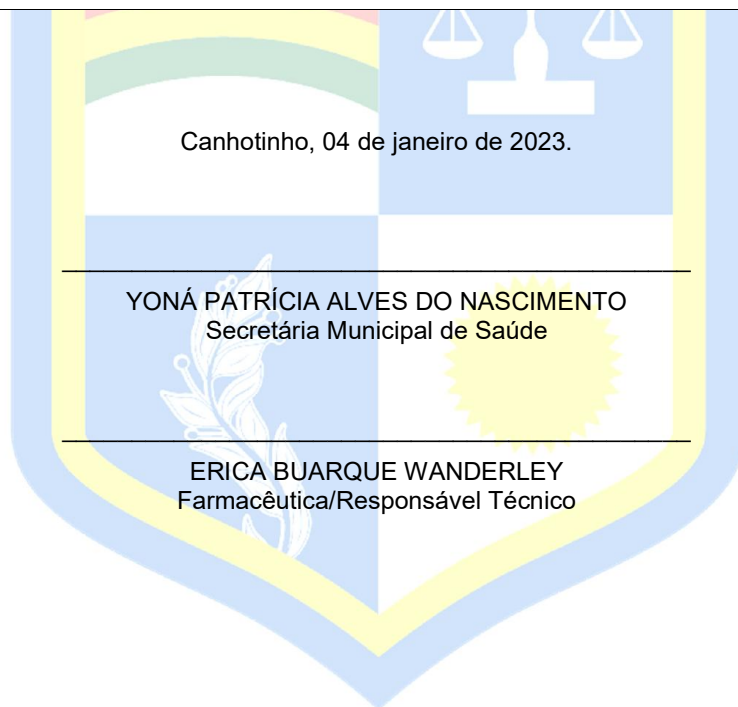 Canhotinho, 04 de janeiro de 2023.
YONÁ PATRÍCIA ALVES DO NASCIMENTO
Secretária Municipal de Saúde
ERICA BUARQUE WANDERLEY
Farmacêutica/Responsável Técnico